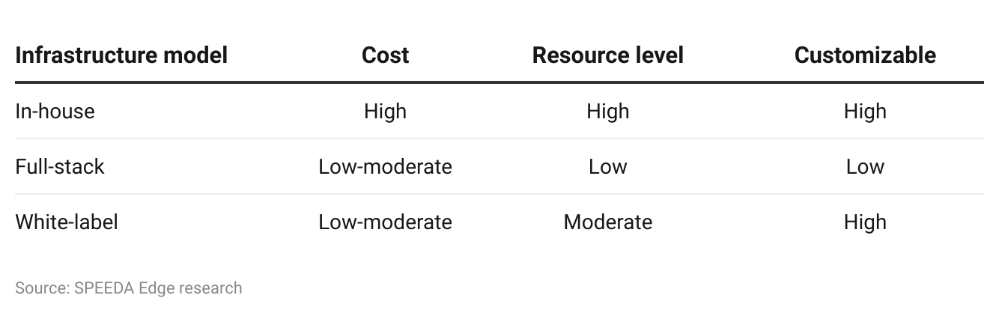 Infrastructure model Cost Resource level Customizable
In-house High High High
Full-stack Low-moderate Low Low
White-label Low-moderate Moderate High
Source: SPEEDA Edge research